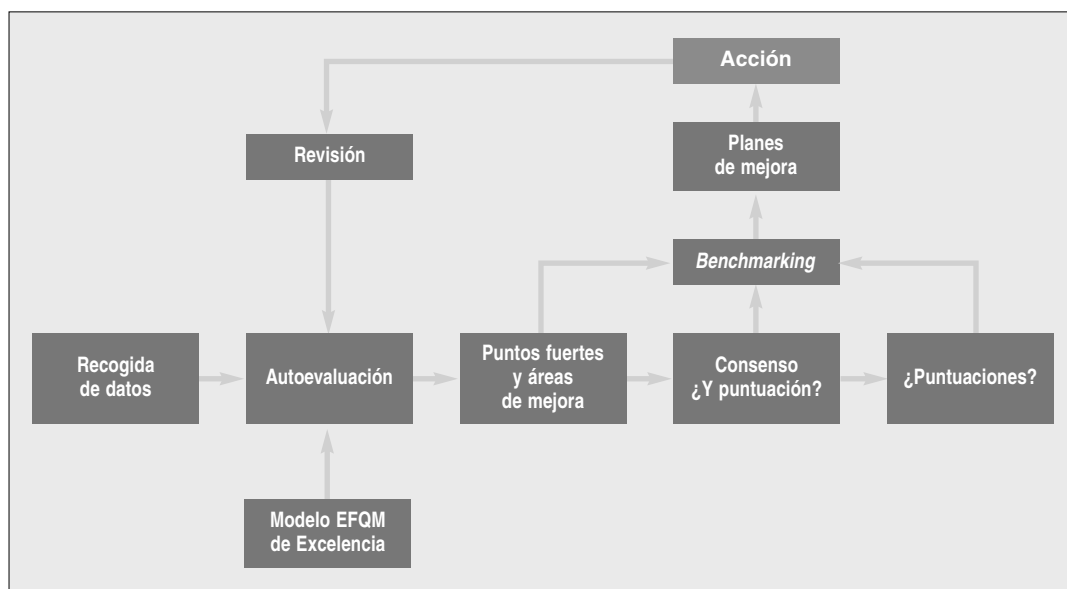 Acción
Revisión
Planes
de mejora
Benchmarking
Recogida
de datos
Autoevaluación
Puntos fuertes
y áreas
de mejora
Consenso
¿Y puntuación?
¿Puntuaciones?
Modelo EFQM
de Excelencia